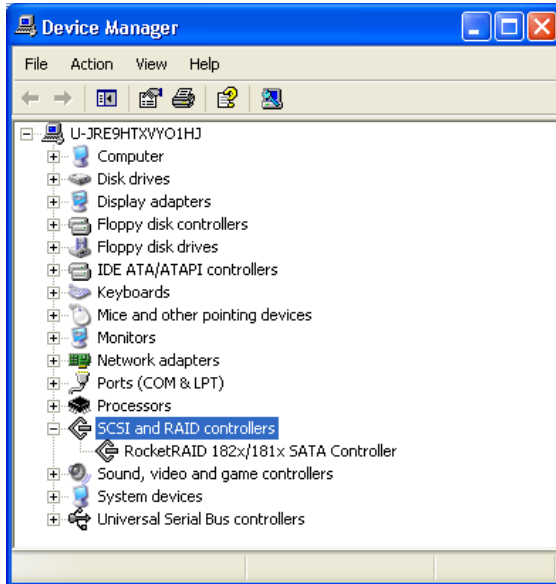 Device Manager
File Action View Help
U-JRE9HTXVYO1HJ
Computer
Disk drives
Display adapters
Floppy disk controllers
Floppy disk drives
IDE ATA/ATAPI controllers
Keyboards
Mice and other pointing devices
Monitors
Network adapters
Ports (COM & LPT)
Processors
SCSI and RAID controllers
RocketRAID 182x/181x SATA Controller
Sound, video and game controllers
System devices
Universal Serial Bus controllers